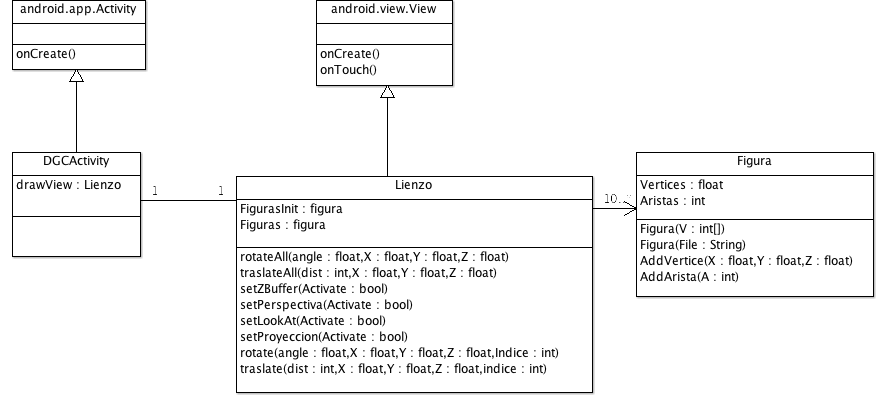 android.app.Activity
onCreate()
android.view.View
onCreate()
onTouch()
DGCActivity
drawView : Lienzo
1
1
Lienzo
FigurasInit : figura
Figuras : figura
rotateAll(angle : float,X : float,Y : float,Z : float)
traslateAll(dist : int,X : float,Y : float,Z : float)
setZBuffer(Activate : bool)
setPerspectiva(Activate : bool)
setLookAt(Activate : bool)
setProyeccion(Activate : bool)
rotate(angle : float,X : float,Y : float,Z : float,Indice : int)
traslate(dist : int,X : float,Y : float,Z : float,indice : int)
Figura
Vertices : float
Aristas : int
Figura(V : int[])
Figura(File : String)
AddVertice(X : float,Y : float,Z : float)
AddArista(A : int)